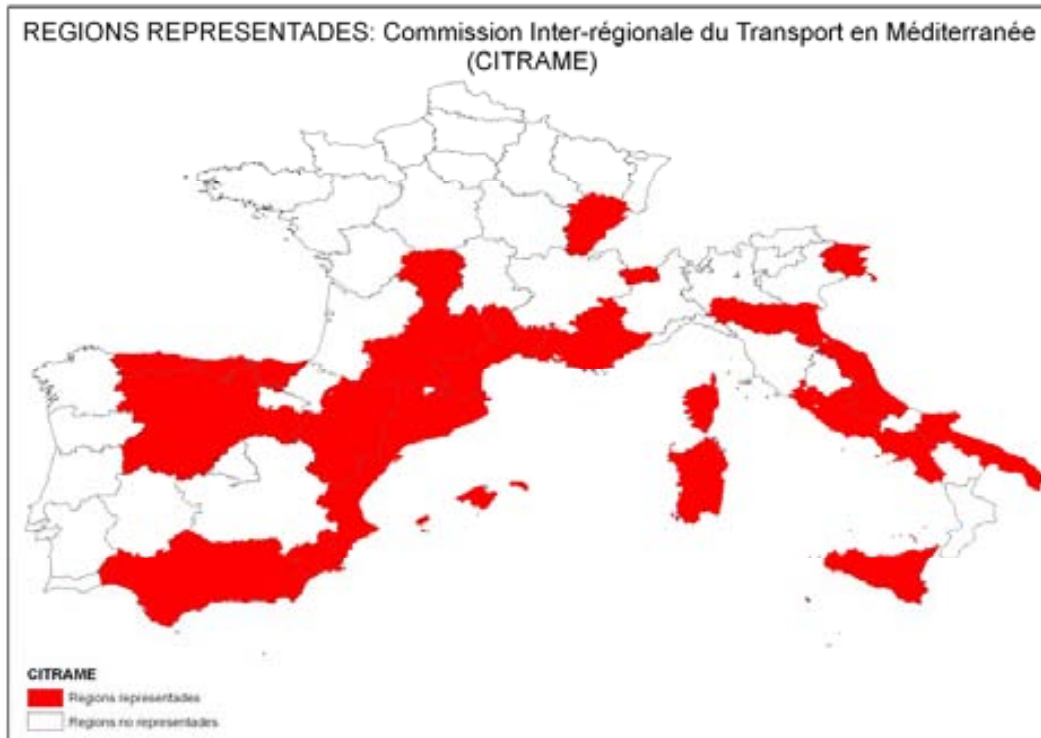 REGIONS REPRESENTADES: Commission Inter-régionale du Transport en Méditerranée
(CITRAME)
CITRAME
Regions representades
Regions no representades